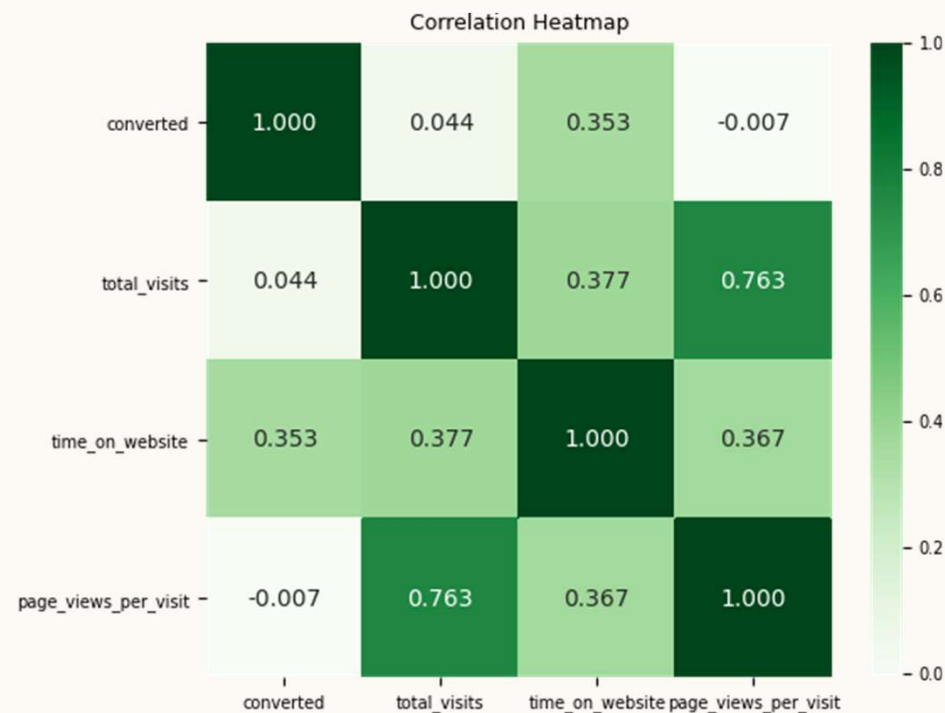 Correlation Heatmap
converted 1.000 0.044 0.353 -0.007
total_visits 0.044 1.000 0.377 0.763
time_on_website 0.353 0.377 1.000 0.367
page_views_per_visit -0.007 0.763 0.367 1.000
converted total_visits time_on_website page_views_per_visit
1.0
0.8
0.6
0.4
0.2
0.0